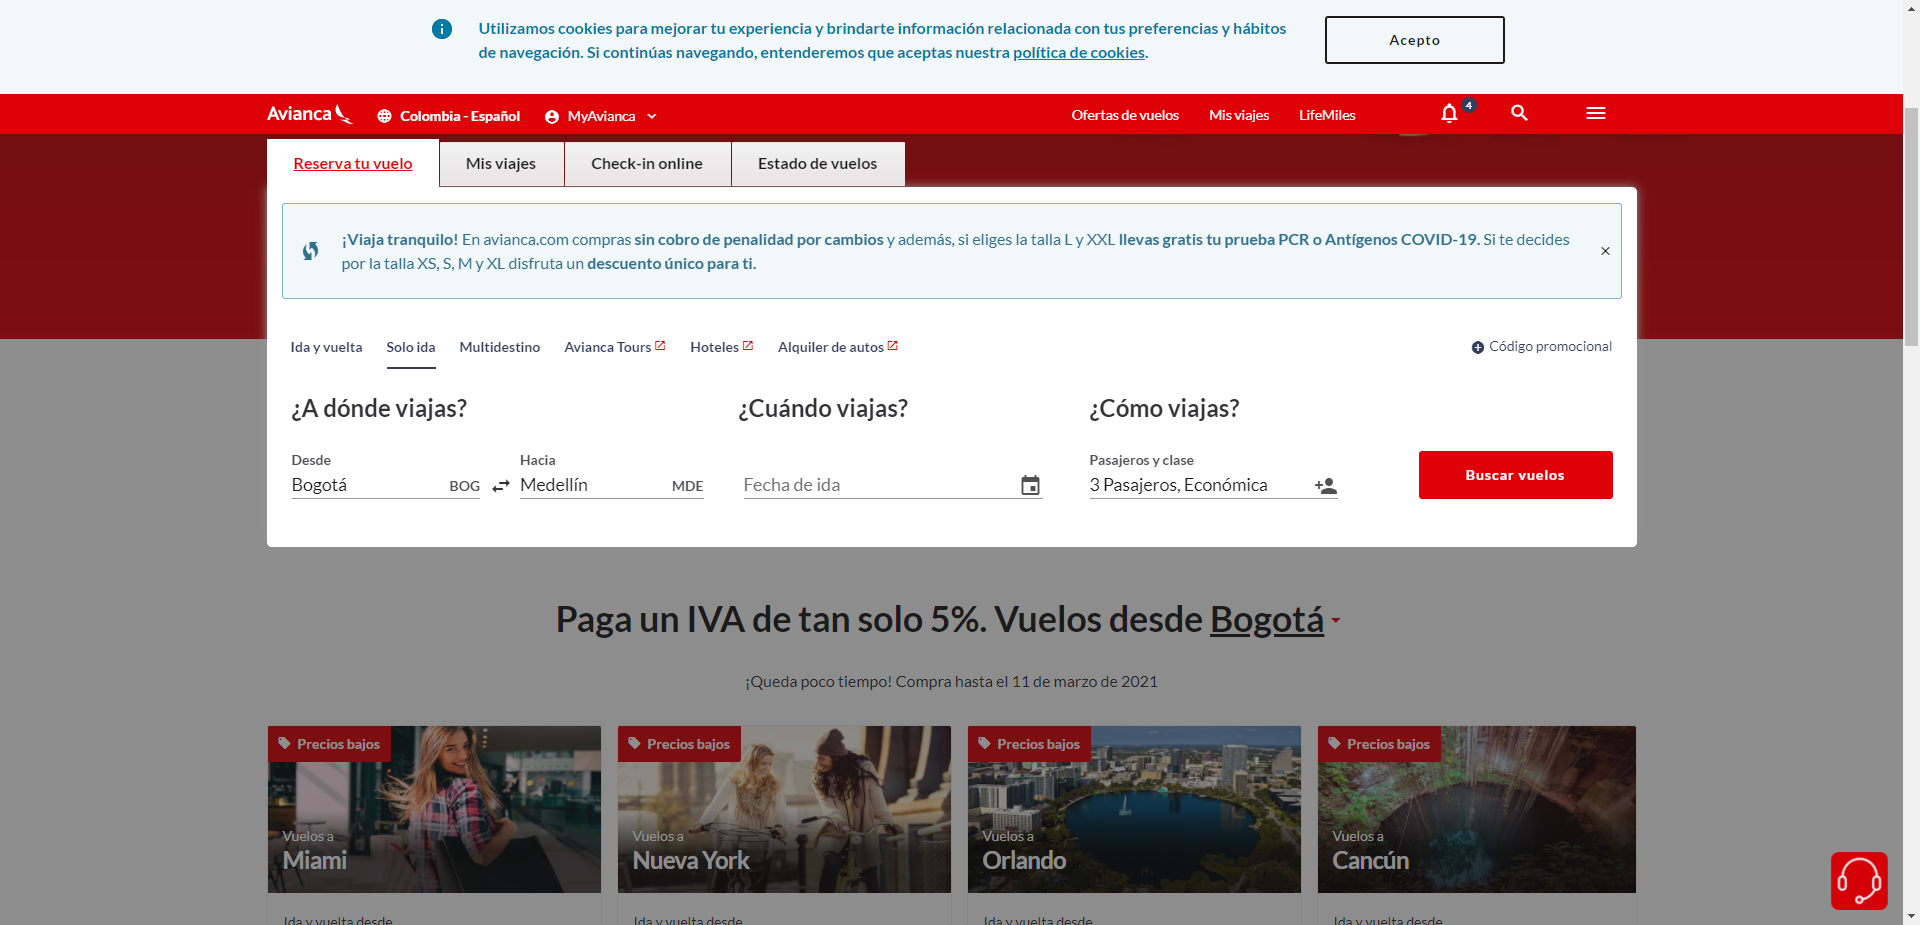 Utilizamos cookies para mejorar tu experiencia y brindarte información relacionada con tus preferencias y hábitos
de navegación. Si continúas navegando, entenderemos que aceptas nuestra política de cookies.
Acepto
Avianca
Colombia - Español
MyAvianca
Ofertas de vuelos
Mis viajes
LifeMiles
4
Reserva tu vuelo
Mis viajes
Check-in online
Estado de vuelos
¡Viaja tranquilo! En avianca.com compras sin cobro de penalidad por cambios y además, si eliges la talla L y XXL llevas gratis tu prueba PCR o Antígenos COVID-19. Si te decides
por la talla XS, S, M y XL disfruta un descuento único para ti.
Ida y vuelta
Solo ida
Multidestino
Avianca Tours
Hoteles
Alquiler de autos
Código promocional
¿A dónde viajas?
¿Cuándo viajas?
¿Cómo viajas?
Desde
Hacia
Pasajeros y clase
Bogotá BOG
Medellín MDE
Fecha de ida
3 Pasajeros, Económica
Buscar vuelos
Paga un IVA de tan solo 5%. Vuelos desde Bogotá
¡Queda poco tiempo! Compra hasta el 11 de marzo de 2021
Precios bajos
Precios bajos
Precios bajos
Precios bajos
Vuelos a
Miami
Vuelos a
Nueva York
Vuelos a
Orlando
Vuelos a
Cancún
Ida y vuelta desde
Ida y vuelta desde
Ida y vuelta desde
Ida y vuelta desde